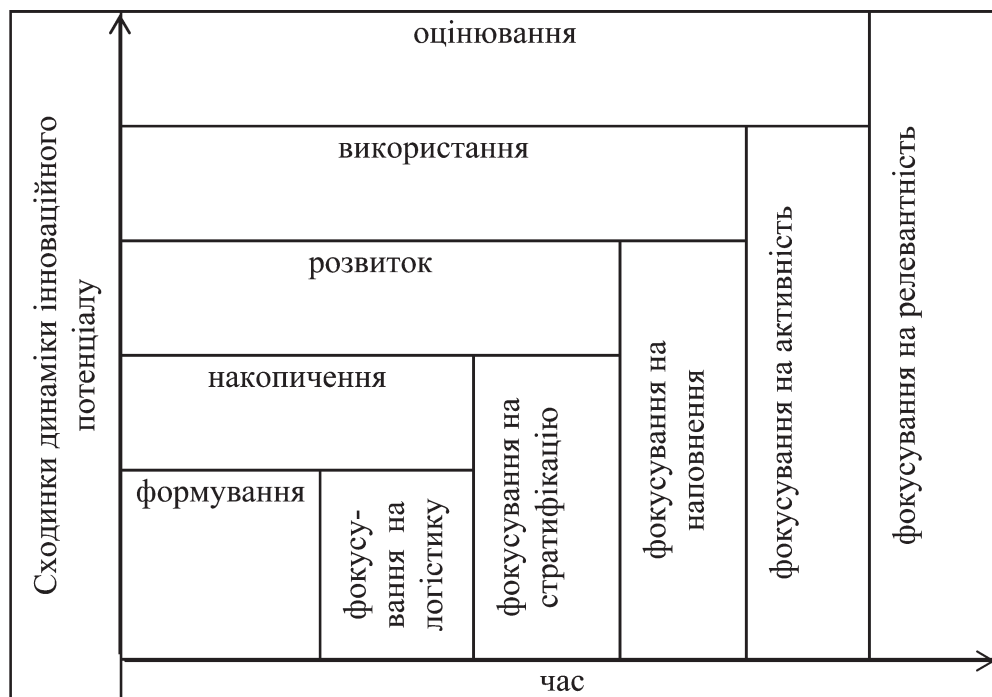 Сходинки динаміки інноваційного
потенціалу
оцінювання
використання
розвиток
накопичення
формування
фокусу-
вання на
логістику
фокусування на
стратифікацію
фокусування на
наповнення
фокусування на активність
фокусування на релевантність
час